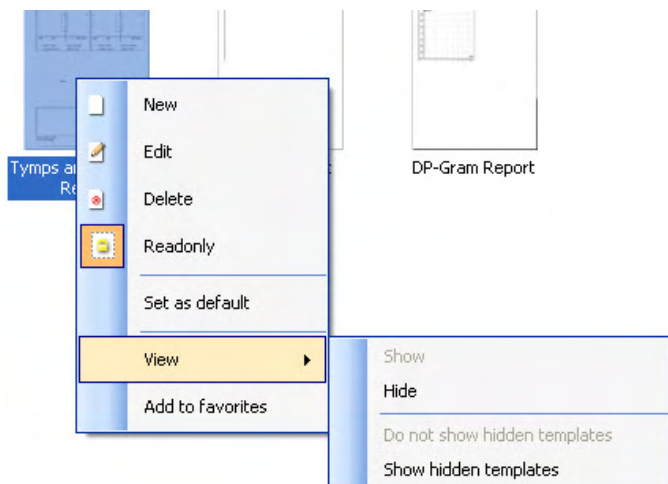 New
Edit
Tymps a
Re
DP-Gram Report
Delete
Readonly
Set as default
View
Show
Hide
Add to favorites
Do not show hidden templates
Show hidden templates